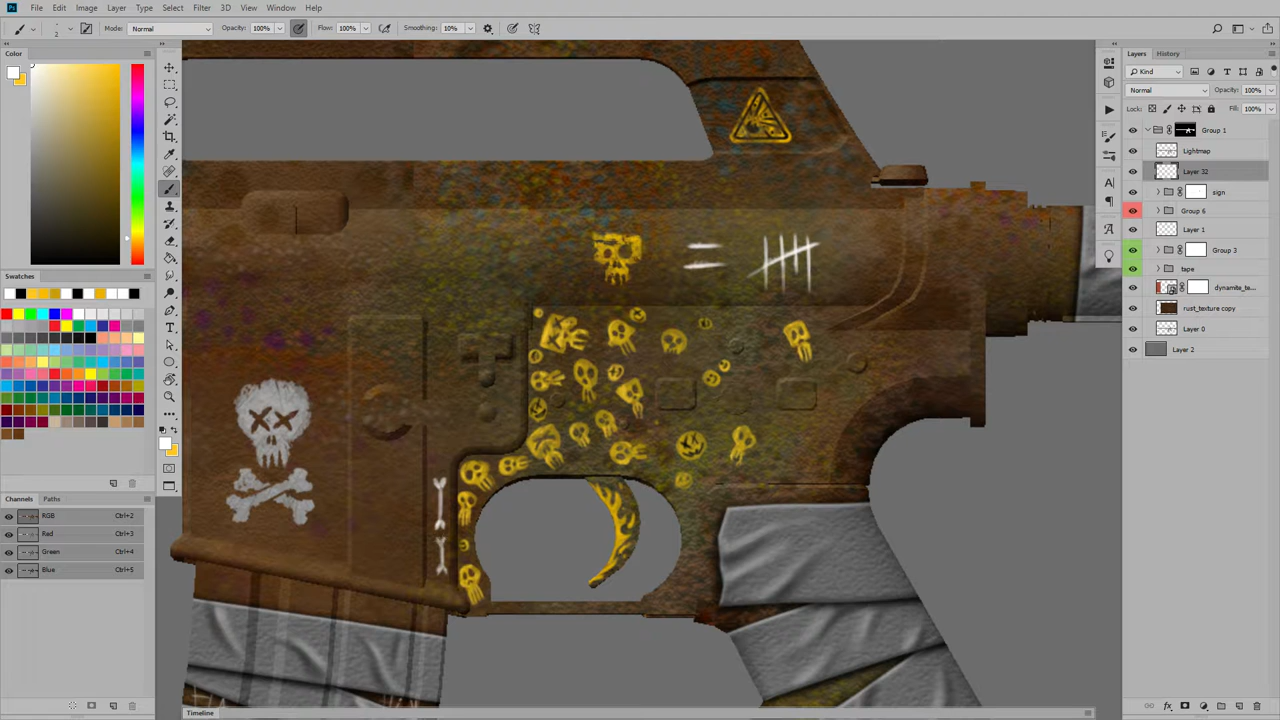 Ps File Edit Image Layer Type Select Filter 3D View Window Help
2 Mode: Normal Opacity: 100% Flow: 100% Smoothing: 10%
Color
Swatches
Channels Paths
RGB Ctrl+2
Red Ctrl+3
Green Ctrl+4
Blue Ctrl+5
=
Timeline
Layers History
Kind
Normal Opacity: 100%
Lock: Fill: 100%
Group 1
Lightmap
Layer 32
sign
Group 6
Layer 1
Group 3
tape
dynamite_te...
rust_texture copy
Layer 0
Layer 2